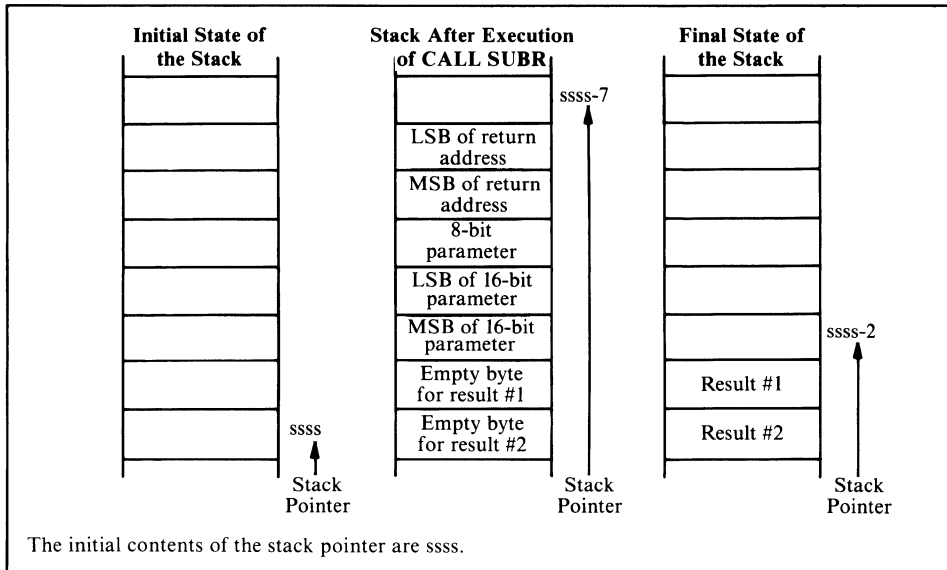 Initial State of
the Stack
Stack After Execution
of CALL SUBR
Final State of
the Stack
ssss-7
LSB of return
address
MSB of return
address
8-bit
parameter
LSB of 16-bit
parameter
MSB of 16-bit
parameter
ssss-2
Empty byte
for result #1
Result #1
ssss
Empty byte
for result #2
Result #2
Stack
Pointer
Stack
Pointer
Stack
Pointer
The initial contents of the stack pointer are ssss.